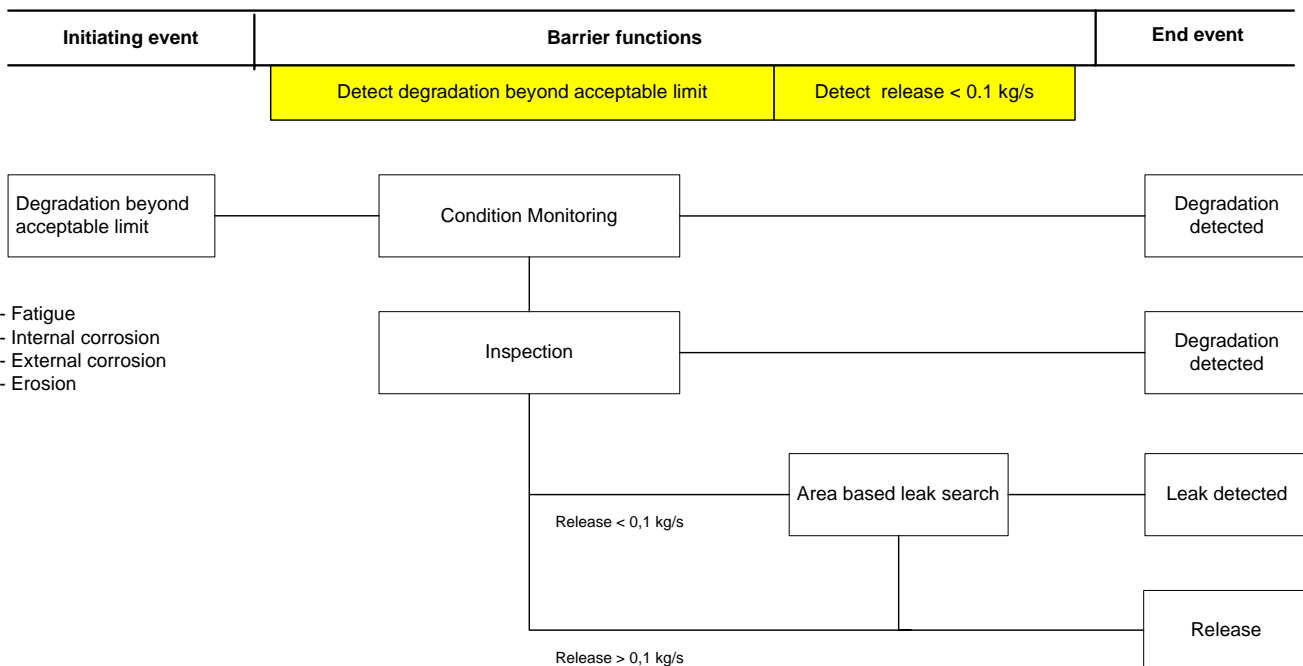 Initiating event
Barrier functions
End event
Detect degradation beyond acceptable limit
Detect  release < 0.1 kg/s
Degradation beyond
acceptable limit
Condition Monitoring
Degradation
detected
- Fatigue
- Internal corrosion
- External corrosion
- Erosion
Inspection
Degradation
detected
Area based leak search
Leak detected
Release < 0,1 kg/s
Release
Release > 0,1 kg/s